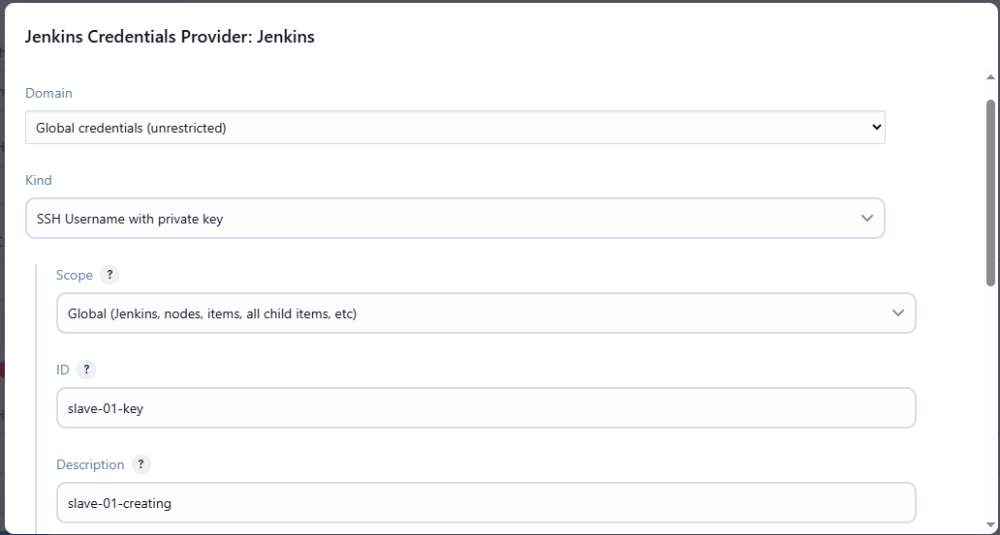 Jenkins Credentials Provider: Jenkins
Domain
Global credentials (unrestricted)
Kind
SSH Username with private key
Scope ?
Global (Jenkins, nodes, items, all child items, etc)
ID ?
slave-01-key
Description ?
slave-01-creating